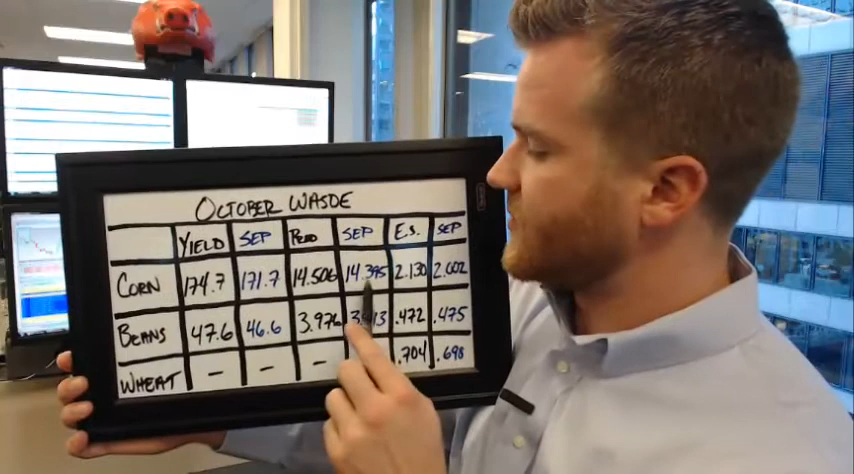 OCTOBER WASDE
YIELD SEP PROD SEP E.S. SEP
CORN 174.7 171.7 14.506 14.395 2.130 2.002
BEANS 47.6 46.6 3.976 .472 .475
WHEAT – – – .704 .698